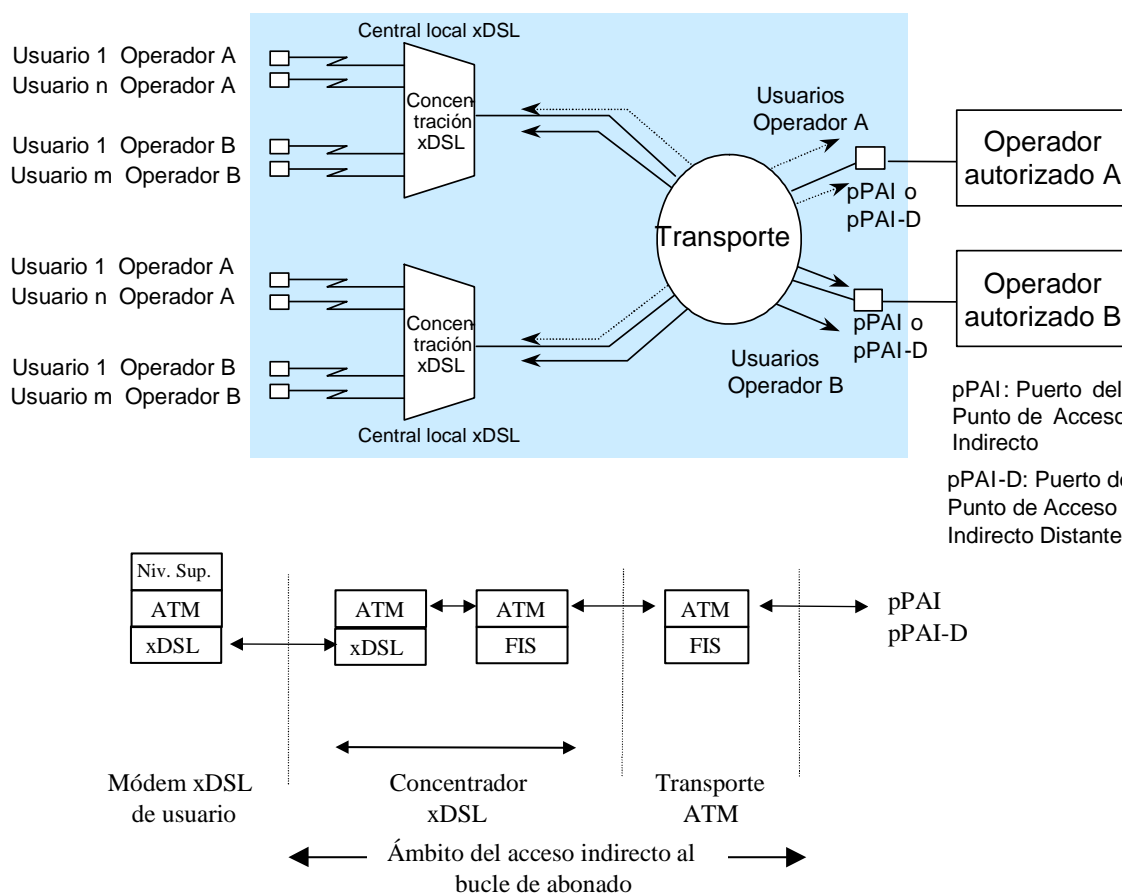 Central local xDSL
Usuario 1 Operador A
Usuario n Operador A
Usuario 1 Operador B
Usuario m Operador B
Concen-
tración
xDSL
Usuario 1 Operador A
Usuario n Operador A
Usuario 1 Operador B
Usuario m Operador B
Concen-
tración
xDSL
Central local xDSL
Transporte
Usuarios
Operador A
pPAI o
pPAI-D
Operador
autorizado A
pPAI o
pPAI-D
Usuarios
Operador B
Operador
autorizado B
pPAI: Puerto del
Punto de Acceso
Indirecto
pPAI-D: Puerto de
Punto de Acceso
Indirecto Distante
Niv. Sup.
ATM
xDSL
ATM
xDSL
ATM
FIS
ATM
FIS
pPAI
pPAI-D
Módem xDSL
de usuario
Concentrador
xDSL
Transporte
ATM
Ámbito del acceso indirecto al
bucle de abonado